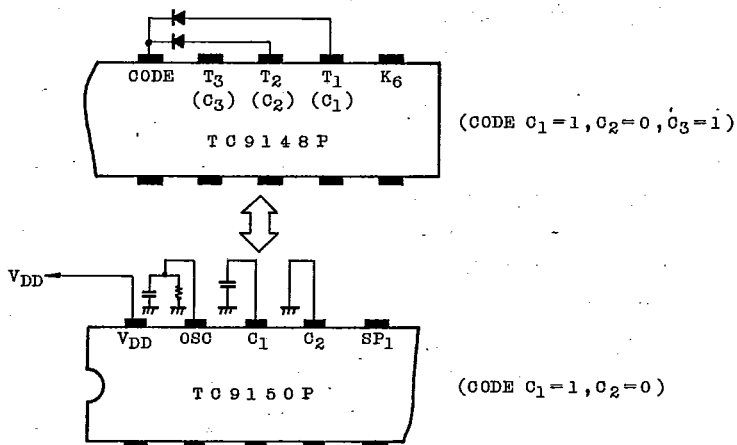 CODE T3 T2 T1 K6
(C3) (C2) (C1)
TC9148P
(CODE C1=1, C2=0, C3=1)
VDD
VDD OSC C1 C2 SP1
TC9150P
(CODE C1=1, C2=0)